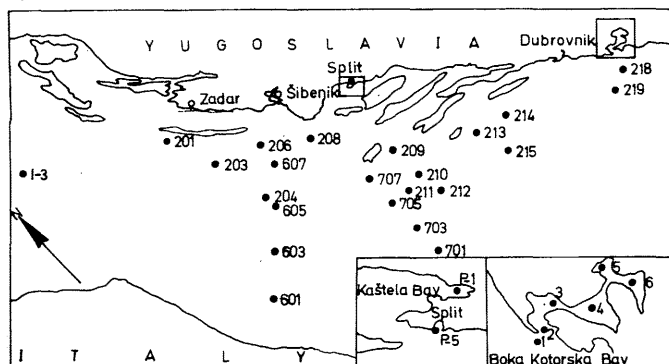 Y U G O S L A V I A
Dubrovnik
Split
218
Zadar
Šibenik
219
214
213
201
206
208
209
215
1-3
203
607
707
210
204
211
212
605
705
703
603
701
601
Kaštela Bay
P.1
Split
P.5
5
6
3
4
2
1
Boka Kotorska Bay
I T A L Y